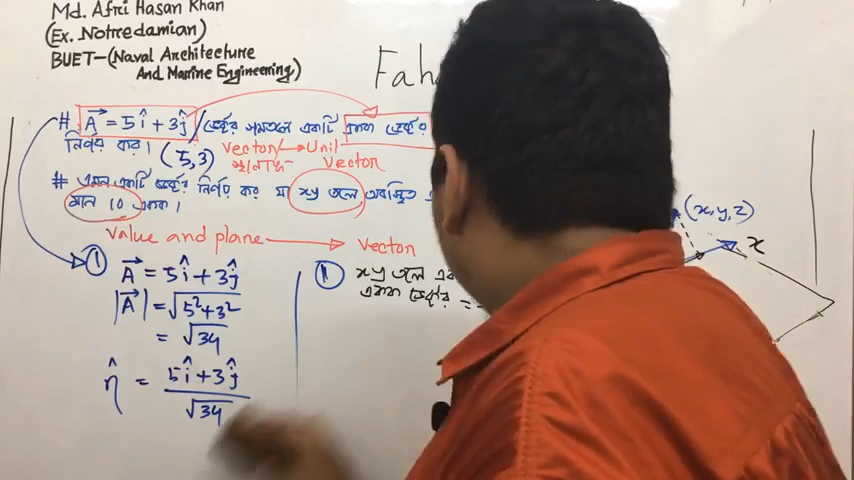 Md. Afri Hasan Khan
(Ex. Notredamian)
BUET-(Naval Architecture
And Marine Engineering)
Fah
# A = 5î + 3ĵ / ভেক্টর সমতলে একটি একক ভেক্টর
নির্ণয় কর। (5,3) vector → Unit
vector
# এমন একটি ভেক্টর নির্ণয় কর যা xy তলে অবস্থিত
মান 10 একক।
value and plane → vector
(x,y,z)
x
① A = 5î + 3ĵ
|A| = √5²+3²
= √34
η̂ = 5î + 3ĵ / √34
① xy তলে
একক ভেক্টর =